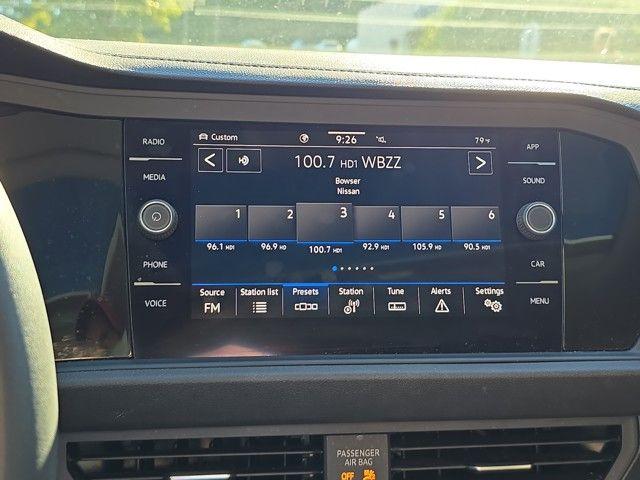 RADIO
MEDIA
PHONE
VOICE
Custom
9:26
79°F
100.7 HD1 WBZZ
Bowser
Nissan
1 2 3 4 5 6
96.1 HD1 96.9 HD 100.7 HD1 92.9 HD1 105.9 HD 90.5 HD1
Source Station list Presets Station Tune Alerts Settings
FM
APP
SOUND
CAR
MENU
PASSENGER
AIR BAG
OFF